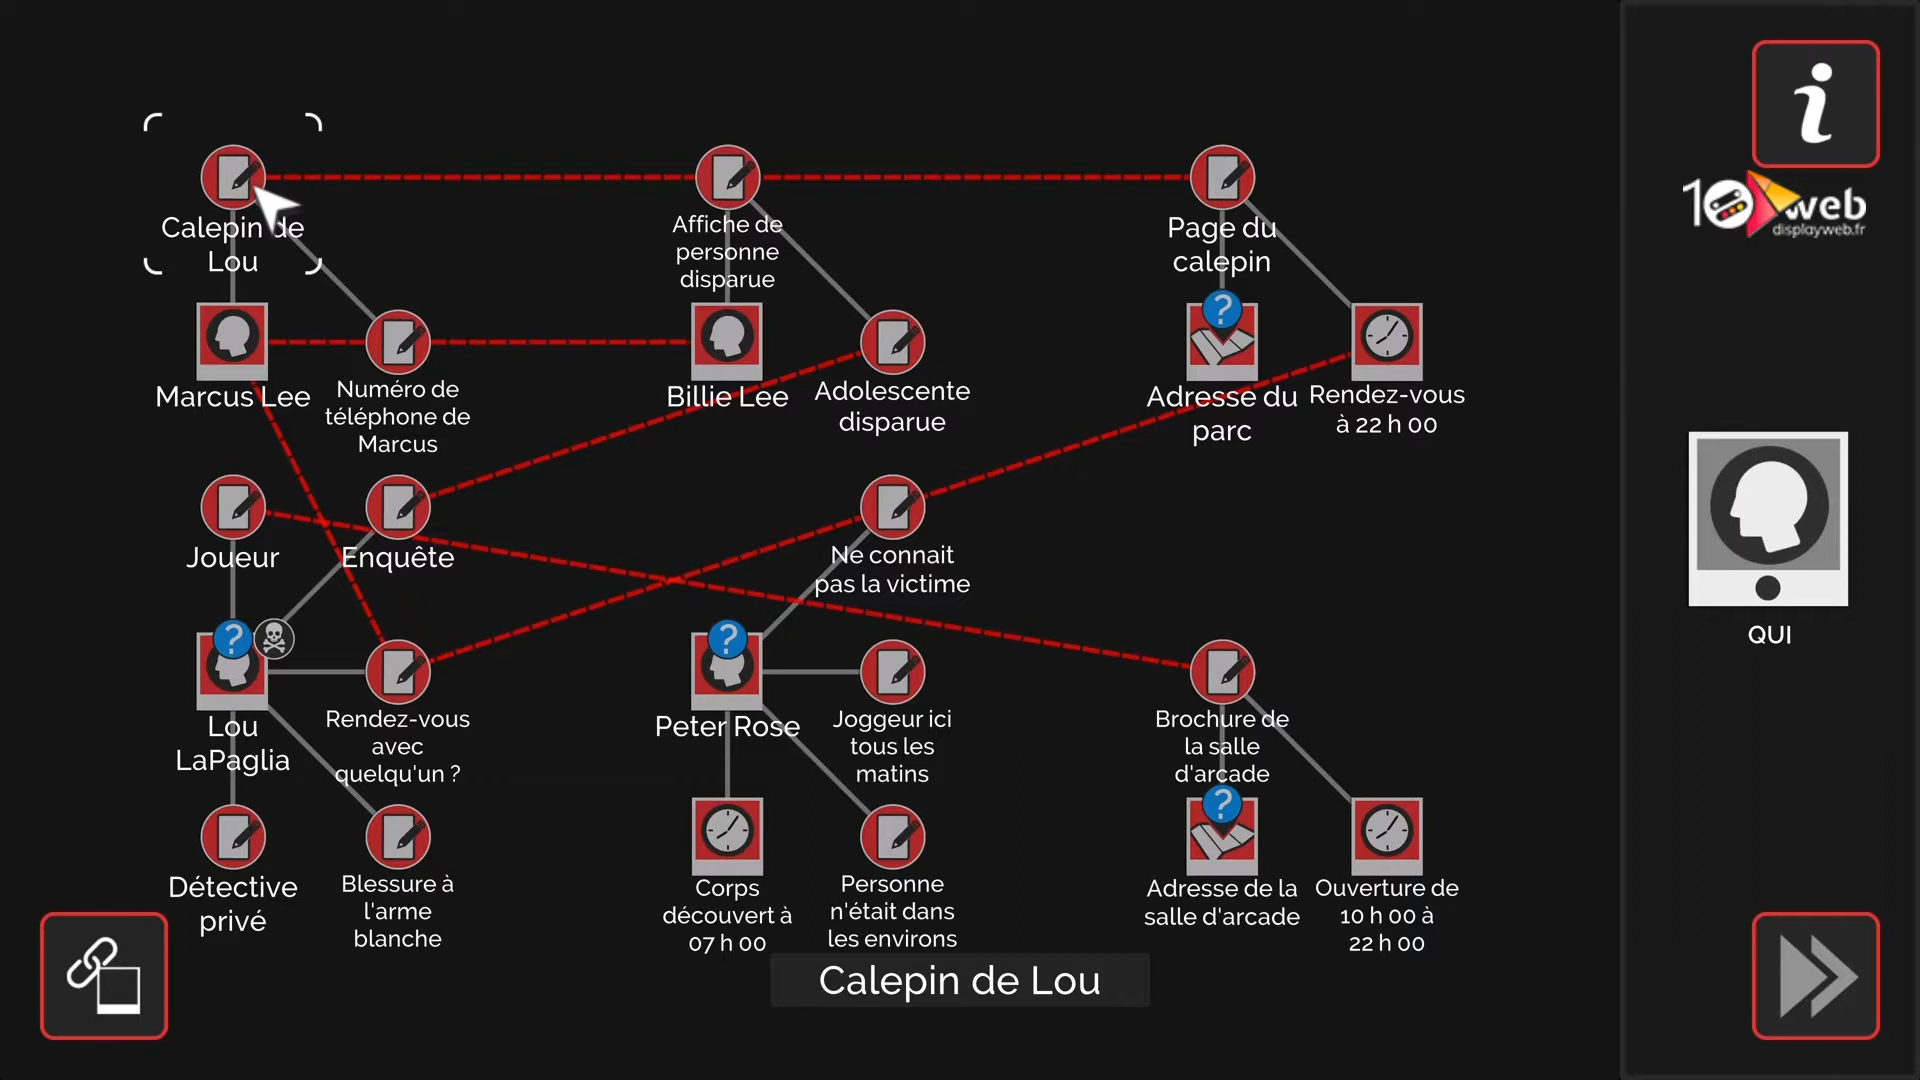 10
web
displayweb.fr
Calepin de
Lou
Affiche de
personne
disparue
Page du
calepin
?
Marcus Lee
Numéro de
téléphone de
Marcus
Billie Lee
Adolescente
disparue
Adresse du
parc
Rendez-vous
à 22 h 00
Joueur
Enquête
Ne connait
pas la victime
QUI
?
?
Lou
LaPaglia
Rendez-vous
avec
quelqu'un ?
Peter Rose
Joggeur ici
tous les
matins
Brochure de
la salle
d'arcade
?
Détective
privé
Blessure à
l'arme
blanche
Corps
découvert à
07 h 00
Personne
n'était dans
les environs
Adresse de la
salle d'arcade
Ouverture de
10 h 00 à
22 h 00
Calepin de Lou